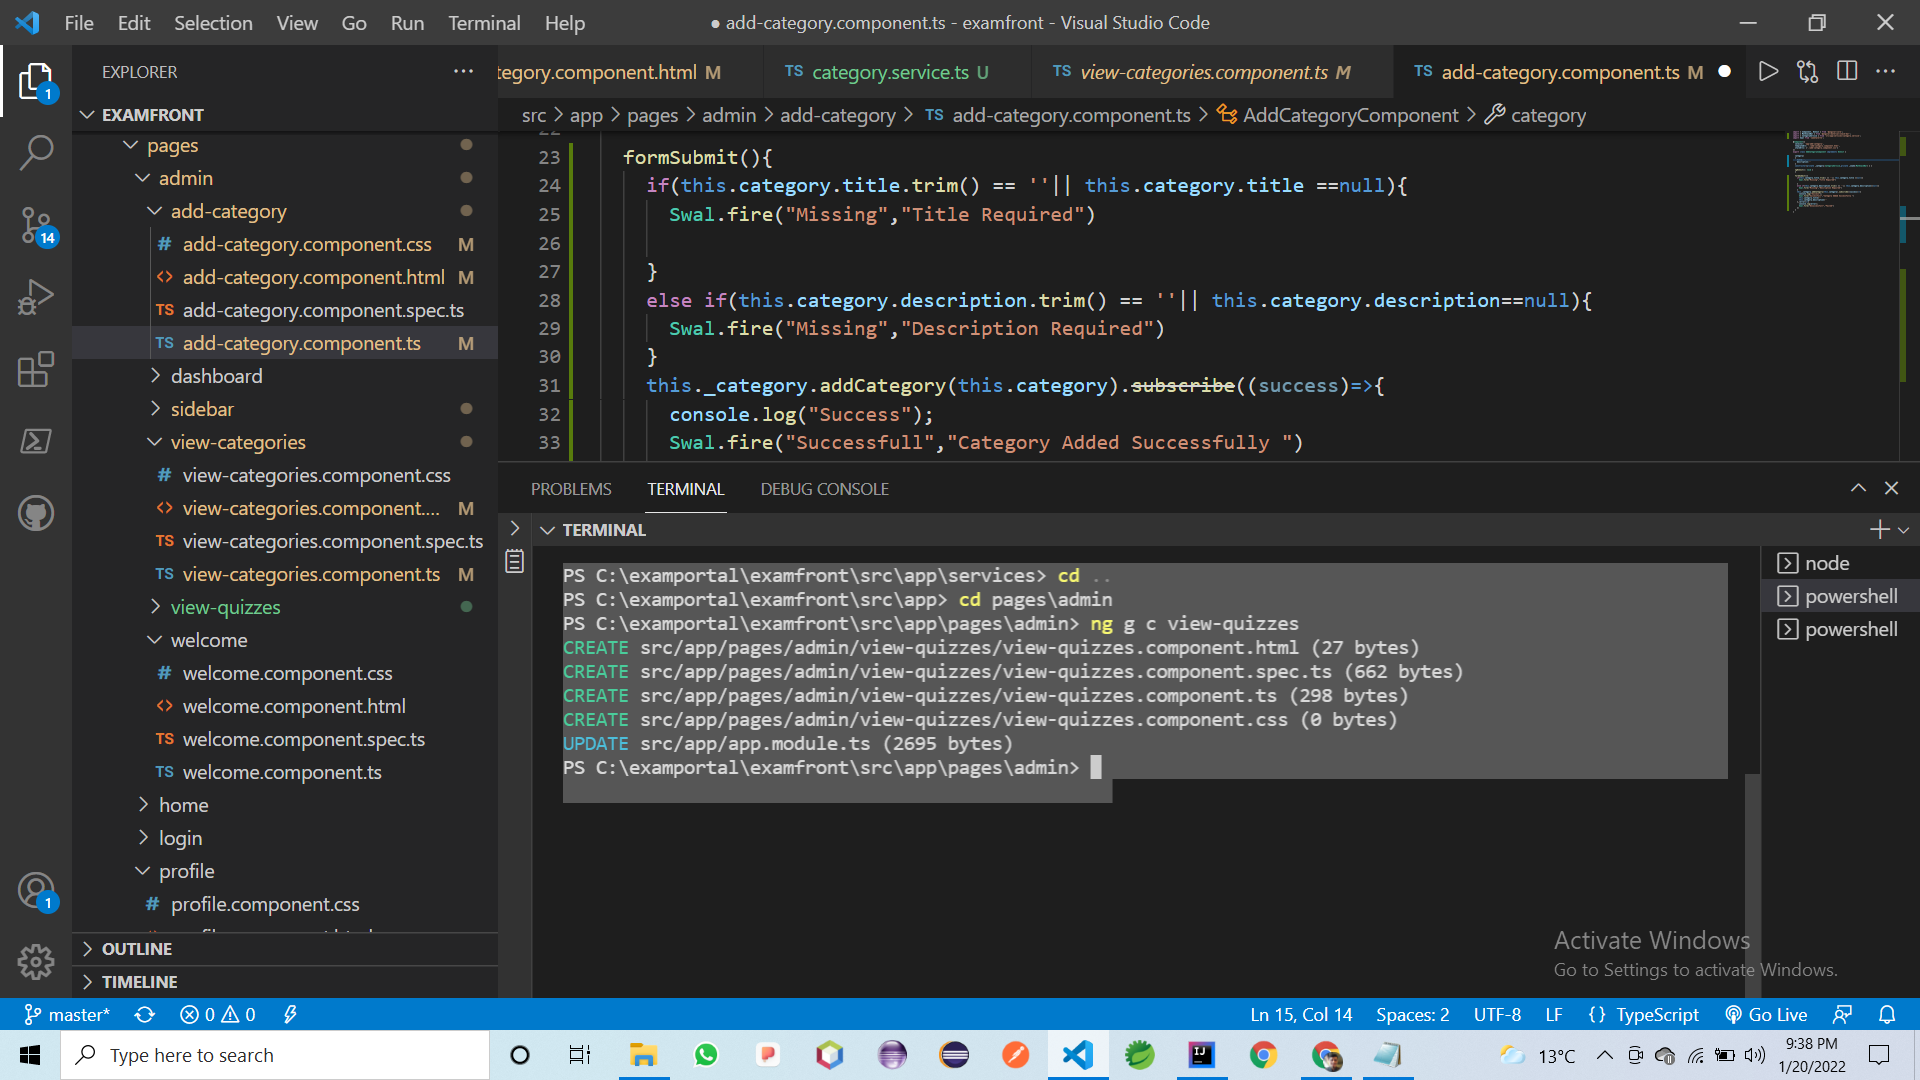 File Edit Selection View Go Run Terminal Help
● add-category.component.ts - examfront - Visual Studio Code
EXPLORER
EXAMFRONT
pages
admin
add-category
# add-category.component.css M
<> add-category.component.html M
TS add-category.component.spec.ts
TS add-category.component.ts M
dashboard
sidebar
view-categories
# view-categories.component.css
<> view-categories.component.... M
TS view-categories.component.spec.ts
TS view-categories.component.ts M
view-quizzes
welcome
# welcome.component.css
<> welcome.component.html
TS welcome.component.spec.ts
TS welcome.component.ts
home
login
profile
# profile.component.css
OUTLINE
TIMELINE
1
14
1
tegory.component.html M
TS category.service.ts U
TS view-categories.component.ts M
TS add-category.component.ts M
src > app > pages > admin > add-category > TS add-category.component.ts > AddCategoryComponent > category
22
23 formSubmit(){
24 if(this.category.title.trim() == ''|| this.category.title ==null){
25 Swal.fire("Missing","Title Required")
26
27 }
28 else if(this.category.description.trim() == ''|| this.category.description==null){
29 Swal.fire("Missing","Description Required")
30 }
31 this._category.addCategory(this.category).subscribe((success)=>{
32 console.log("Success");
33 Swal.fire("Successfull","Category Added Successfully ")
PROBLEMS TERMINAL DEBUG CONSOLE
TERMINAL
PS C:\examportal\examfront\src\app\services> cd ..
PS C:\examportal\examfront\src\app> cd pages\admin
PS C:\examportal\examfront\src\app\pages\admin> ng g c view-quizzes
CREATE src/app/pages/admin/view-quizzes/view-quizzes.component.html (27 bytes)
CREATE src/app/pages/admin/view-quizzes/view-quizzes.component.spec.ts (662 bytes)
CREATE src/app/pages/admin/view-quizzes/view-quizzes.component.ts (298 bytes)
CREATE src/app/pages/admin/view-quizzes/view-quizzes.component.css (0 bytes)
UPDATE src/app/app.module.ts (2695 bytes)
PS C:\examportal\examfront\src\app\pages\admin>
node
powershell
powershell
Activate Windows
Go to Settings to activate Windows.
master* 0 0
Ln 15, Col 14 Spaces: 2 UTF-8 LF {} TypeScript Go Live
Type here to search
13°C
9:38 PM
1/20/2022